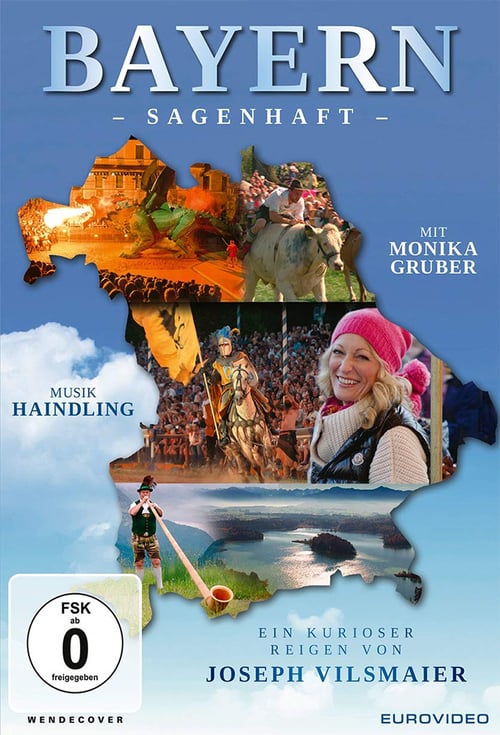 BAYERN
– SAGENHAFT –
MIT
MONIKA
GRUBER
MUSIK
HAINDLING
FSK
ab
0
freigegeben
EIN KURIOSER
REIGEN VON
JOSEPH VILSMAIER
WENDECOVER
EUROVIDEO